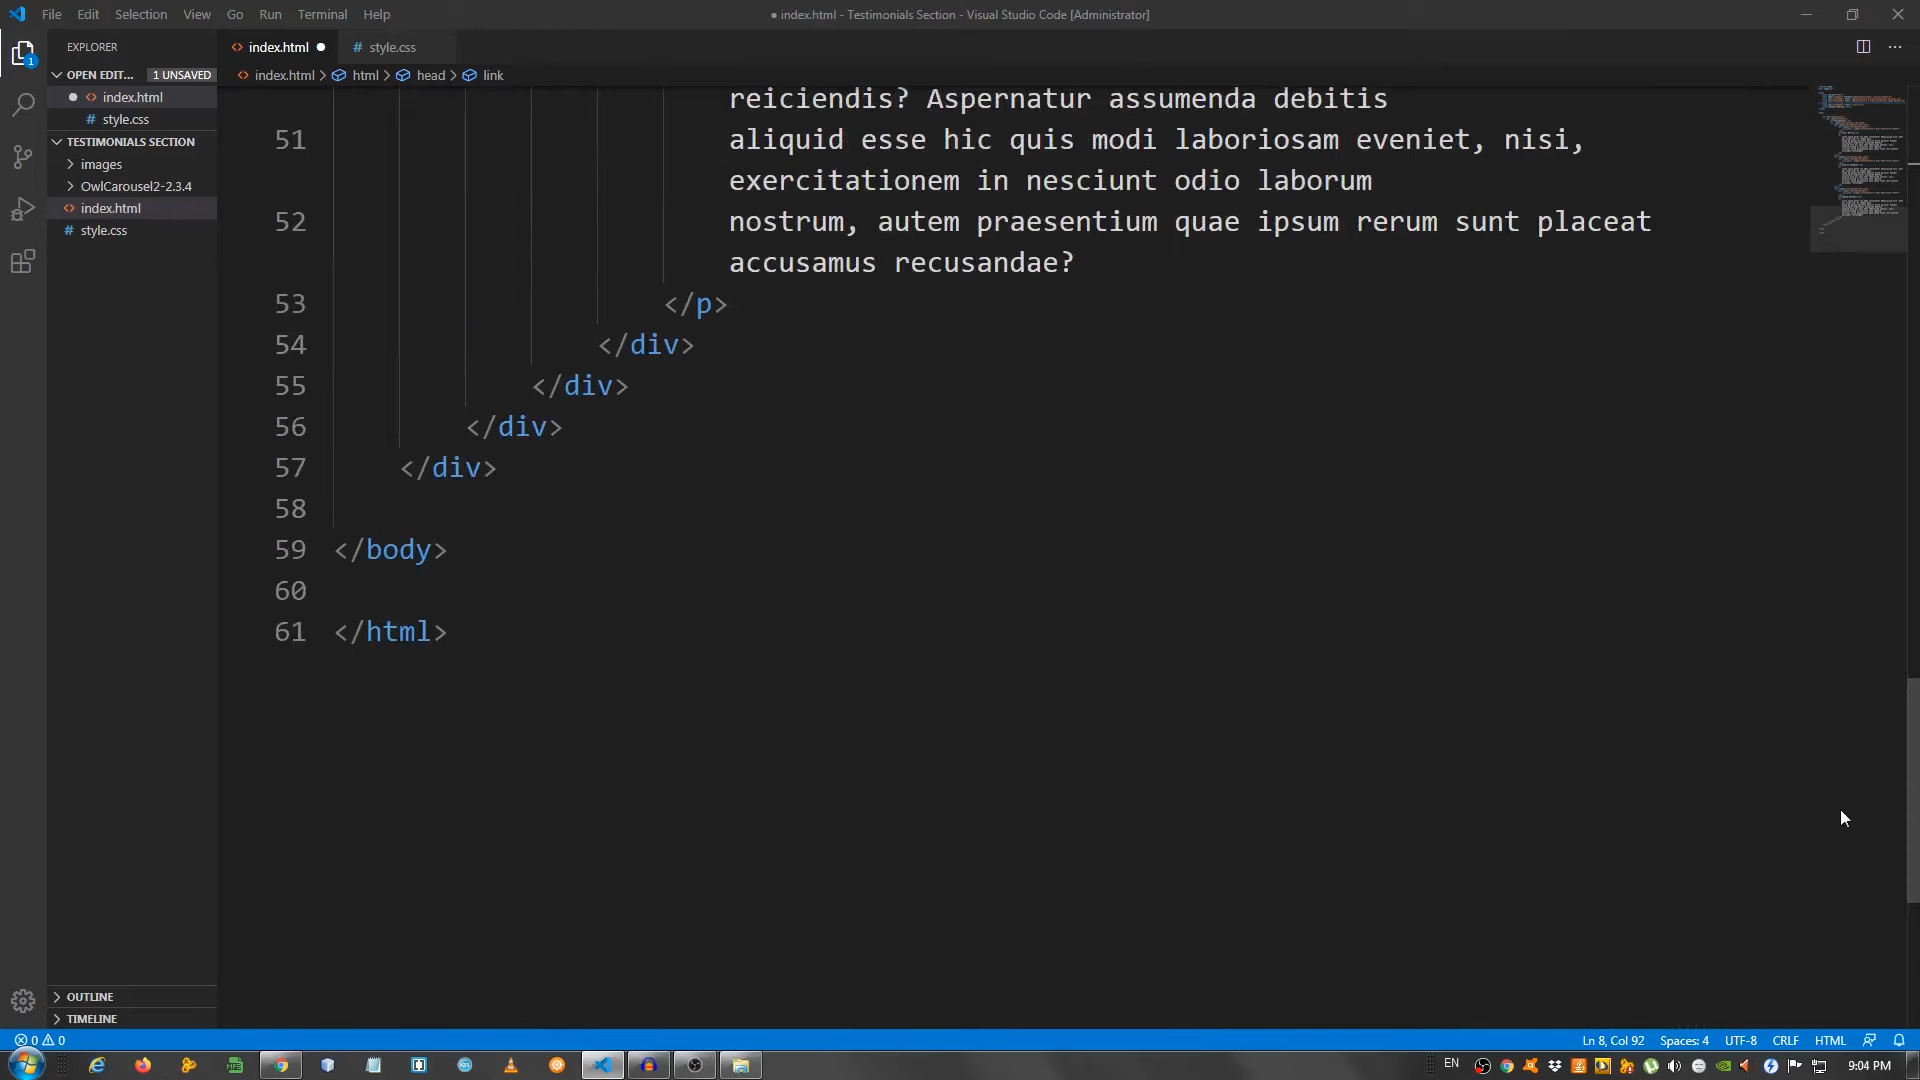 File Edit Selection View Go Run Terminal Help
● index.html - Testimonials Section - Visual Studio Code [Administrator]
EXPLORER
OPEN EDIT... 1 UNSAVED
index.html
# style.css
TESTIMONIALS SECTION
images
OwlCarousel2-2.3.4
index.html
# style.css
OUTLINE
TIMELINE
index.html
# style.css
index.html > html > head > link
reiciendis? Aspernatur assumenda debitis
51 aliquid esse hic quis modi laboriosam eveniet, nisi,
exercitationem in nesciunt odio laborum
52 nostrum, autem praesentium quae ipsum rerum sunt placeat
accusamus recusandae?
53 </p>
54 </div>
55 </div>
56 </div>
57 </div>
58
59 </body>
60
61 </html>
0 0
Ln 8, Col 92 Spaces: 4 UTF-8 CRLF HTML
EN
9:04 PM